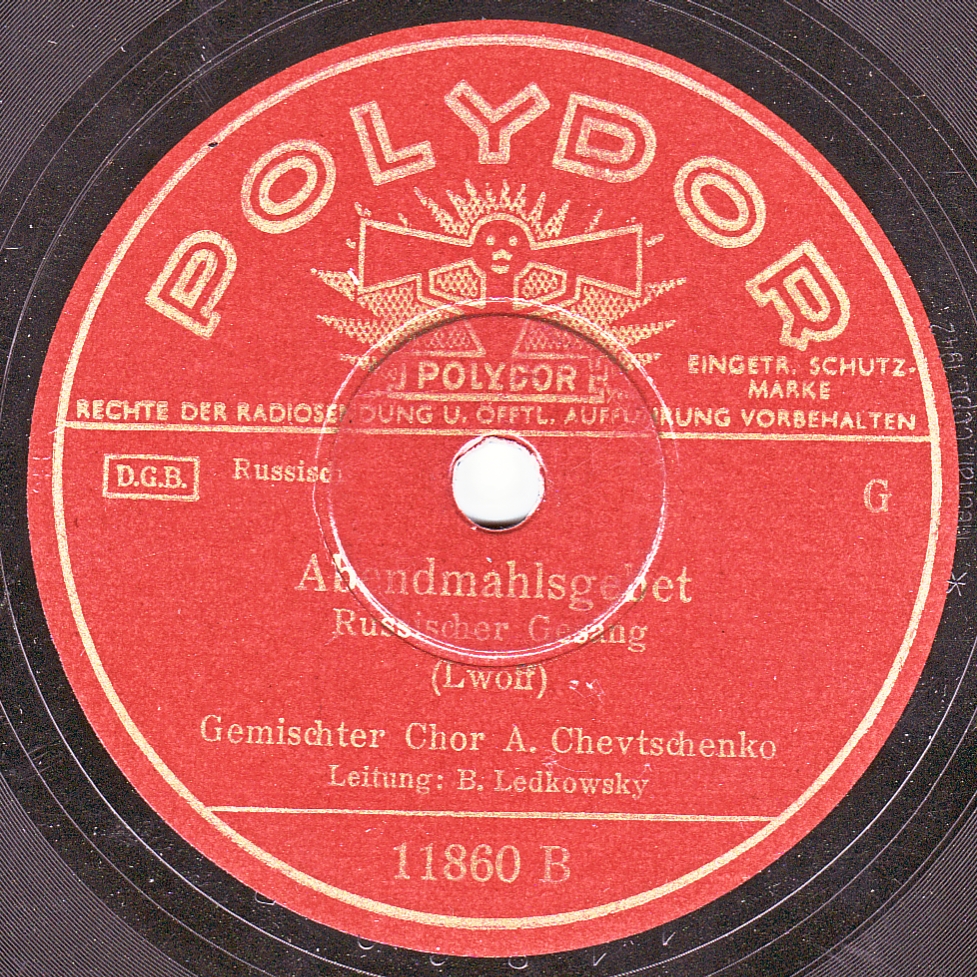 POLYDOR
POLYDOR
EINGETR. SCHUTZ-
MARKE
RECHTE DER RADIOSENDUNG U. ÖFFTL. AUFFÜHRUNG VORBEHALTEN
D.G.B. Russisch G
Abendmahlsgebet
Russischer Gesang
(Lwoff)
Gemischter Chor A. Chevtschenko
Leitung: B. Ledkowsky
11860 B